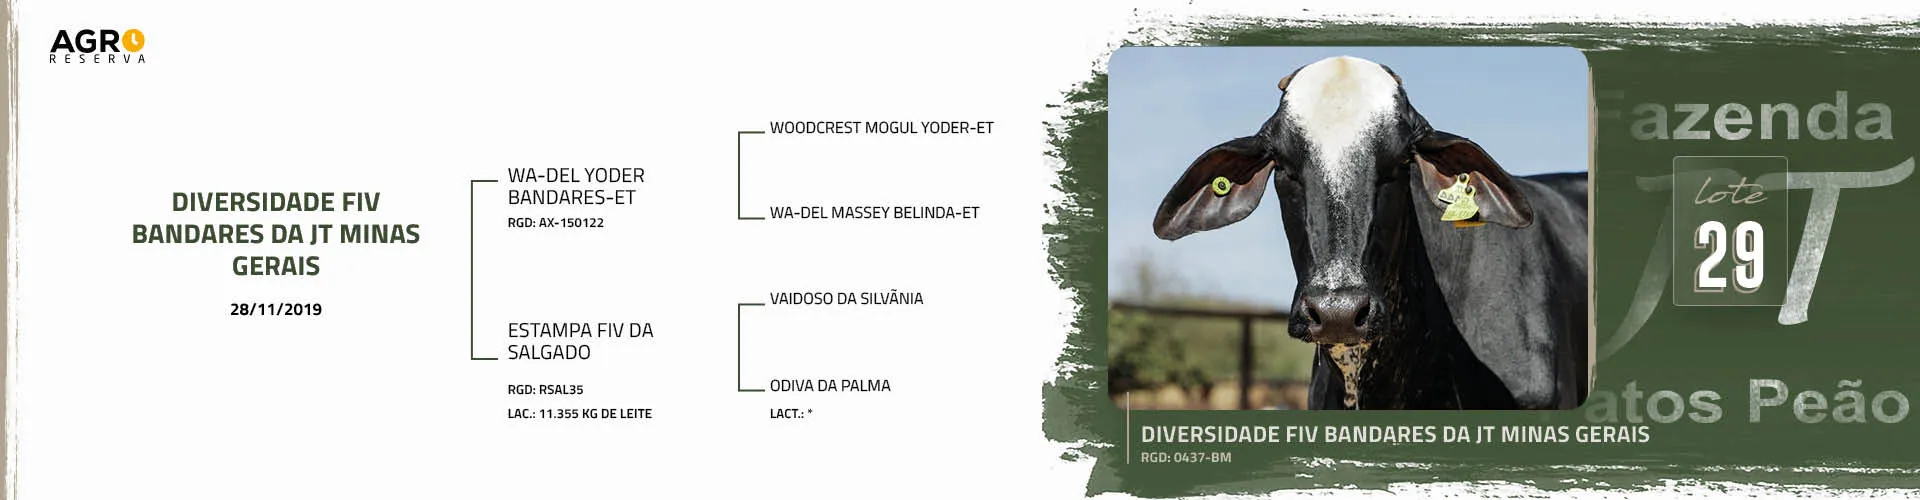 AGRO
RESERVA
DIVERSIDADE FIV
BANDARES DA JT MINAS
GERAIS
28/11/2019
WA-DEL YODER
BANDARES-ET
RGD: AX-150122
ESTAMPA FIV DA
SALGADO
RGD: RSAL35
LAC.: 11.355 KG DE LEITE
WOODCREST MOGUL YODER-ET
WA-DEL MASSEY BELINDA-ET
VAIDOSO DA SILVÃNIA
ODIVA DA PALMA
LACT.: *
Fazenda
JT
lote
29
atos Peão
DIVERSIDADE FIV BANDARES DA JT MINAS GERAIS
RGD: 0437-BM